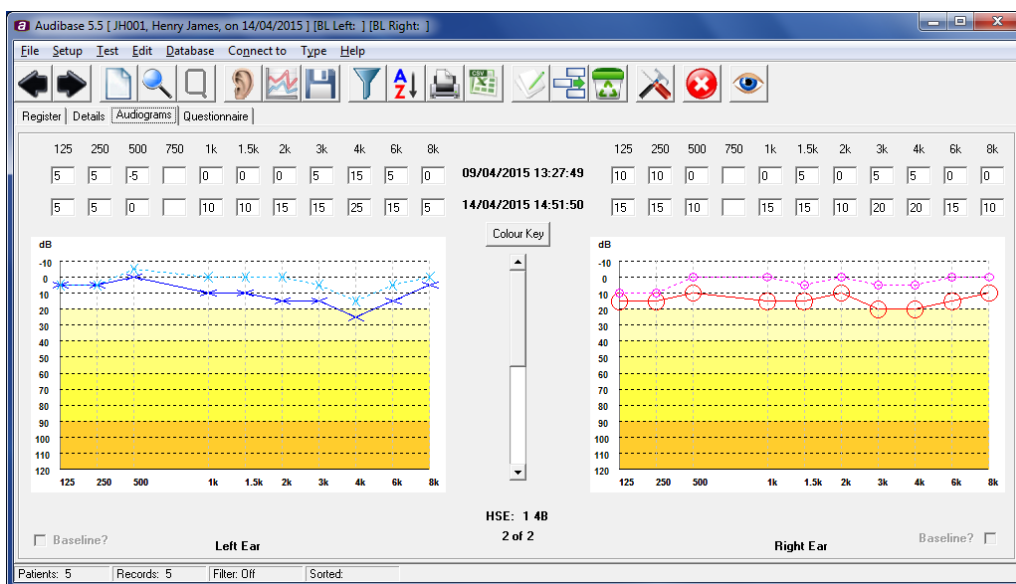 Audibase 5.5 [ JH001, Henry James, on 14/04/2015 ] [BL Left: ] [BL Right: ]
File Setup Test Edit Database Connect to Type Help
A Z CSV
Register Details Audiograms Questionnaire
125 250 500 750 1k 1.5k 2k 3k 4k 6k 8k 125 250 500 750 1k 1.5k 2k 3k 4k 6k 8k
5 5 -5 0 0 0 5 15 5 0 09/04/2015 13:27:49 10 10 0 0 5 0 5 5 0 0
5 5 0 10 10 15 15 25 15 5 14/04/2015 14:51:50 15 15 10 15 15 10 20 20 15 10
Colour Key
dB
-10
0
10
20
30
40
50
60
70
80
90
100
110
120
125 250 500 1k 1.5k 2k 3k 4k 6k 8k
dB
-10
0
10
20
30
40
50
60
70
80
90
100
110
120
125 250 500 1k 1.5k 2k 3k 4k 6k 8k
HSE: 1 4B
2 of 2
Baseline? Left Ear Right Ear Baseline?
Patients: 5 Records: 5 Filter: Off Sorted: